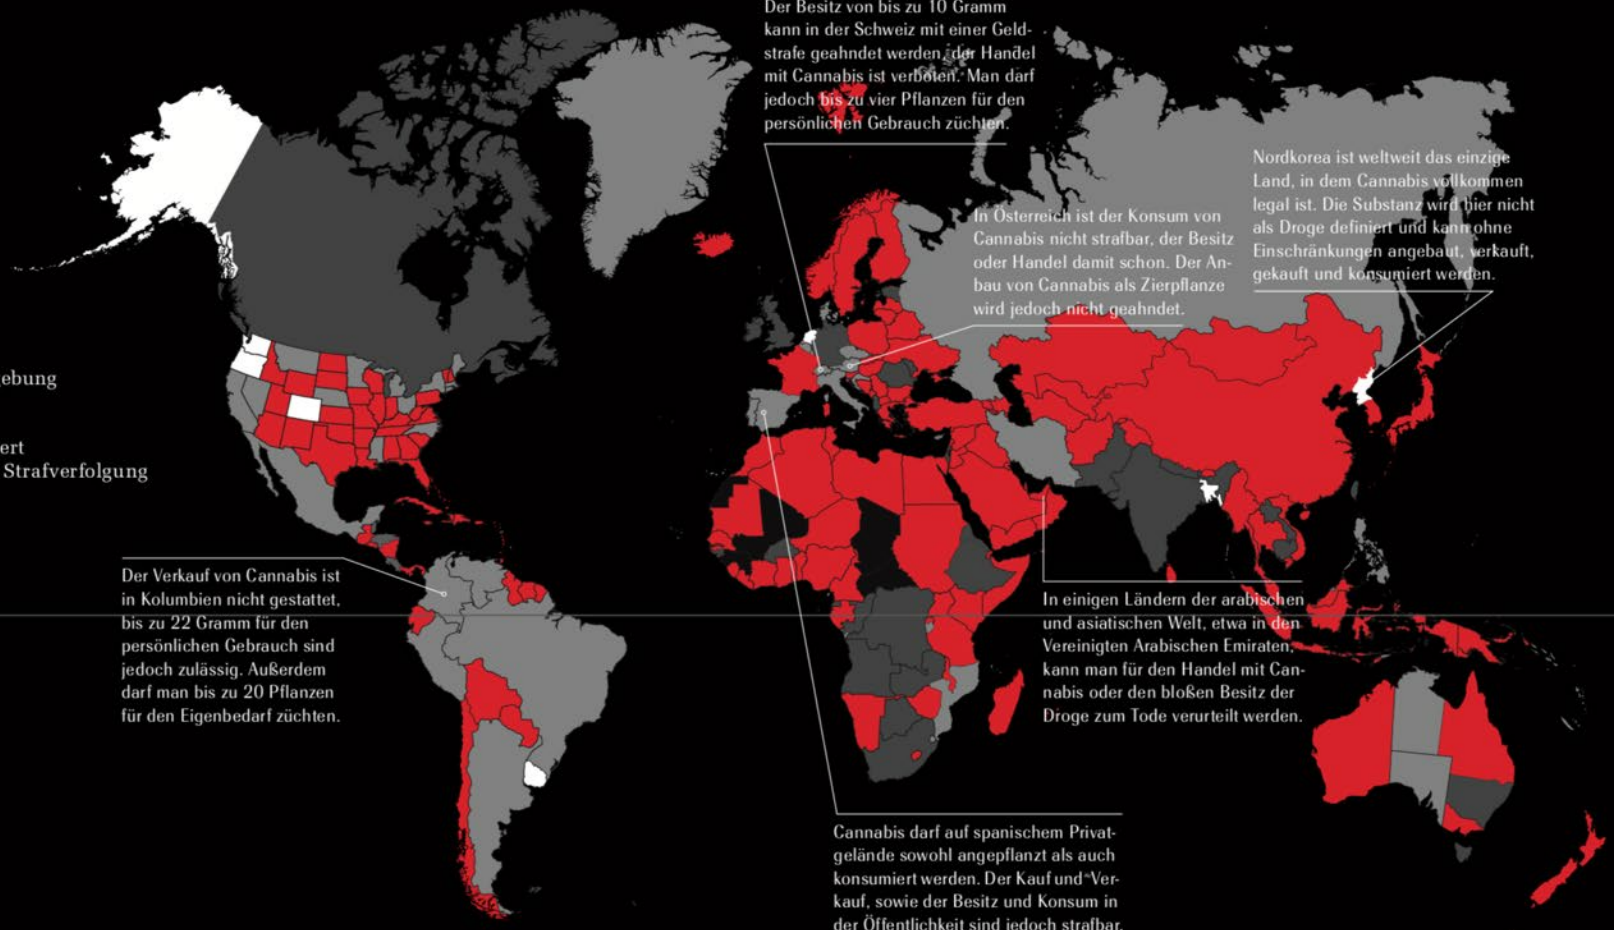 Der Besitz von bis zu 10 Gramm
kann in der Schweiz mit einer Geld-
strafe geahndet werden, der Handel
mit Cannabis ist verboten. Man darf
jedoch bis zu vier Pflanzen für den
persönlichen Gebrauch züchten.
Nordkorea ist weltweit das einzige
Land, in dem Cannabis vollkommen
legal ist. Die Substanz wird hier nicht
als Droge definiert und kann ohne
Einschränkungen angebaut, verkauft,
gekauft und konsumiert werden.
In Österreich ist der Konsum von
Cannabis nicht strafbar, der Besitz
oder Handel damit schon. Der An-
bau von Cannabis als Zierpflanze
wird jedoch nicht geahndet.
ebung
ert
Strafverfolgung
Der Verkauf von Cannabis ist
in Kolumbien nicht gestattet,
bis zu 22 Gramm für den
persönlichen Gebrauch sind
jedoch zulässig. Außerdem
darf man bis zu 20 Pflanzen
für den Eigenbedarf züchten.
In einigen Ländern der arabischen
und asiatischen Welt, etwa in den
Vereinigten Arabischen Emiraten,
kann man für den Handel mit Can-
nabis oder den bloßen Besitz der
Droge zum Tode verurteilt werden.
Cannabis darf auf spanischem Privat-
gelände sowohl angepflanzt als auch
konsumiert werden. Der Kauf und Ver-
kauf, sowie der Besitz und Konsum in
der Öffentlichkeit sind jedoch strafbar.